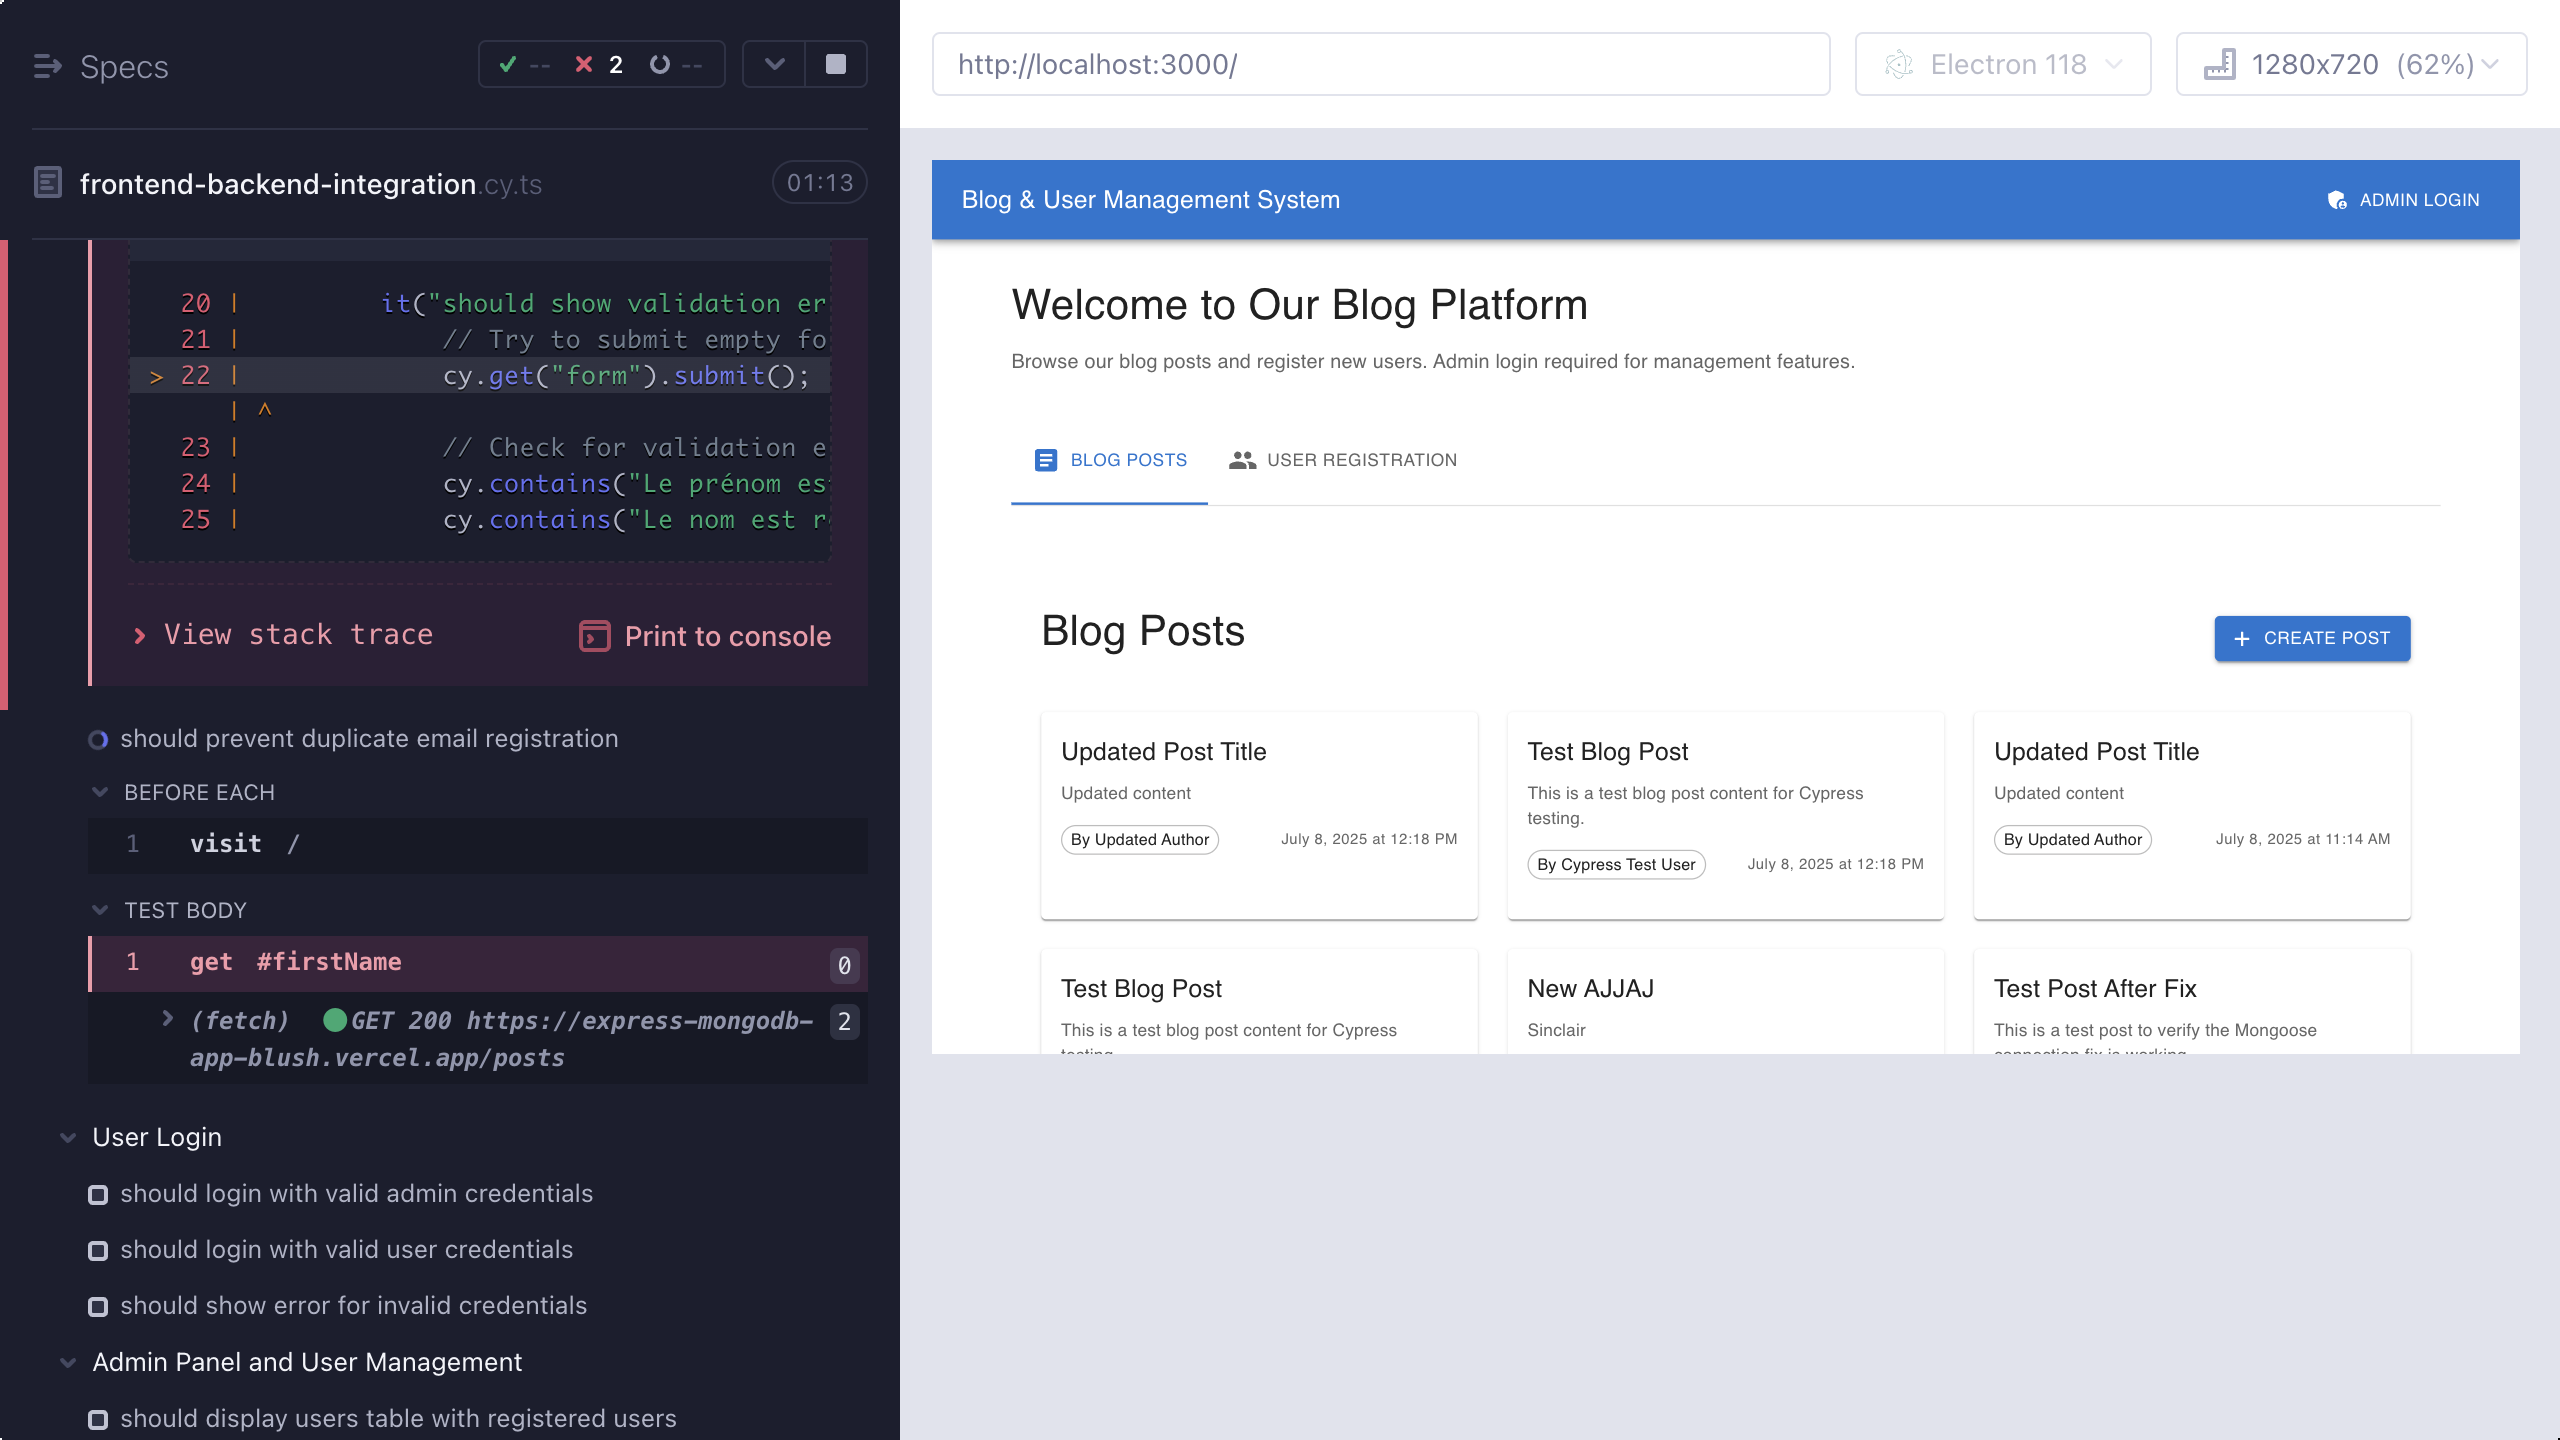 Specs
-- 2 --
frontend-backend-integration.cy.ts 01:13
20 | it("should show validation er
21 | // Try to submit empty fo
> 22 | cy.get("form").submit();
| ^
23 | // Check for validation e
24 | cy.contains("Le prénom es
25 | cy.contains("Le nom est r
View stack trace Print to console
should prevent duplicate email registration
BEFORE EACH
1 visit /
TEST BODY
1 get #firstName 0
(fetch) GET 200 https://express-mongodb- 2
app-blush.vercel.app/posts
User Login
should login with valid admin credentials
should login with valid user credentials
should show error for invalid credentials
Admin Panel and User Management
should display users table with registered users
http://localhost:3000/ Electron 118 1280x720 (62%)
Blog & User Management System ADMIN LOGIN
Welcome to Our Blog Platform
Browse our blog posts and register new users. Admin login required for management features.
BLOG POSTS USER REGISTRATION
Blog Posts + CREATE POST
Updated Post Title
Updated content
By Updated Author July 8, 2025 at 12:18 PM
Test Blog Post
This is a test blog post content for Cypress
testing.
By Cypress Test User July 8, 2025 at 12:18 PM
Updated Post Title
Updated content
By Updated Author July 8, 2025 at 11:14 AM
Test Blog Post
This is a test blog post content for Cypress
testing.
New AJJAJ
Sinclair
Test Post After Fix
This is a test post to verify the Mongoose
connection fix is working